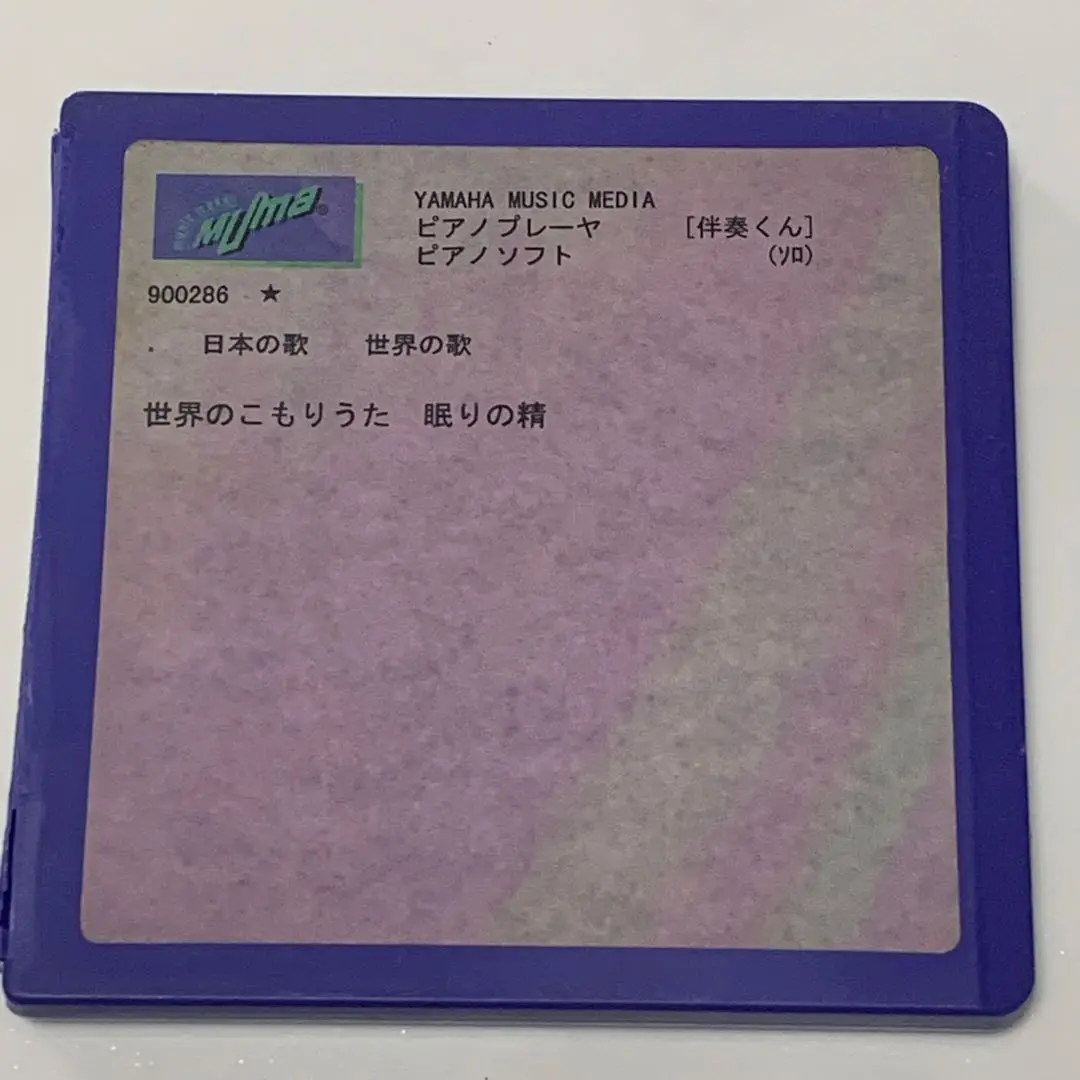 MUMA
YAMAHA MUSIC MEDIA
ピアノプレーヤ [伴奏くん]
ピアノソフト (ソロ)
900286 ★
. 日本の歌 世界の歌
世界のこもりうた 眠りの精